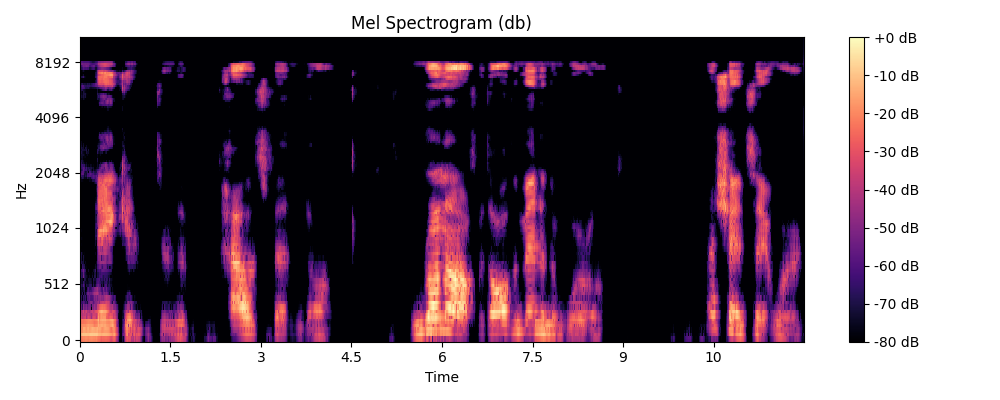 Mel Spectrogram (db)
8192
4096
2048
1024
512
0
Hz
0 1.5 3 4.5 6 7.5 9 10
Time
+0 dB
-10 dB
-20 dB
-30 dB
-40 dB
-50 dB
-60 dB
-70 dB
-80 dB